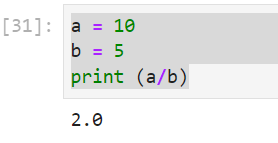 [31]: a = 10
b = 5
print (a/b)
2.0